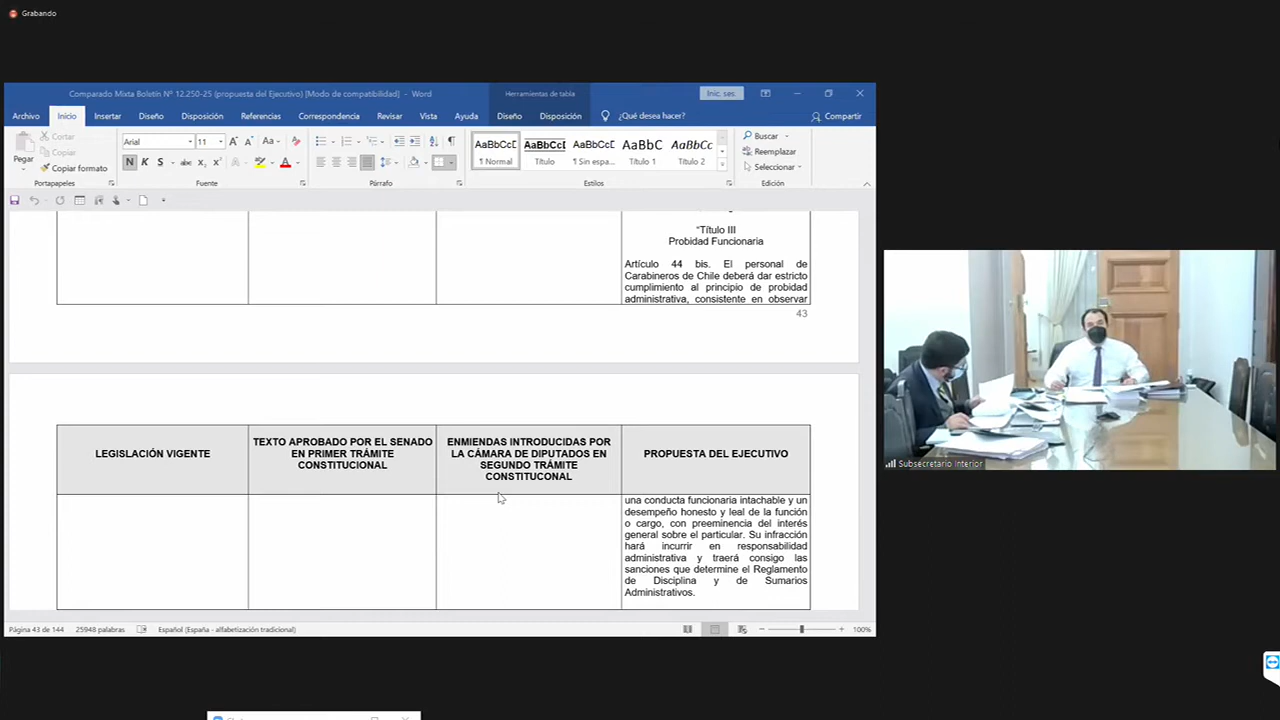 Grabando
Comparado Mixta Boletín Nº 12.250-25 (propuesta del Ejecutivo) [Modo de compatibilidad] - Word
Herramientas de tabla
Inic. ses.
Archivo Inicio Insertar Diseño Disposición Referencias Correspondencia Revisar Vista Ayuda Diseño Disposición ¿Qué desea hacer? Compartir
Pegar
Cortar
Copiar
Copiar formato
Portapapeles
Arial 11
N K S abc
Fuente
Párrafo
AaBbCcD AaBbCcD AaBbCcD AaBbC AaBbCc
¶ Normal Título ¶ Sin espa... Título 1 Título 2
Estilos
Buscar
Reemplazar
Seleccionar
Edición
"Título III
Probidad Funcionaria
Artículo 44 bis. El personal de
Carabineros de Chile deberá dar estricto
cumplimiento al principio de probidad
administrativa, consistente en observar
43
LEGISLACIÓN VIGENTE
TEXTO APROBADO POR EL SENADO
EN PRIMER TRÁMITE
CONSTITUCIONAL
ENMIENDAS INTRODUCIDAS POR
LA CÁMARA DE DIPUTADOS EN
SEGUNDO TRÁMITE
CONSTITUCONAL
PROPUESTA DEL EJECUTIVO
una conducta funcionaria intachable y un
desempeño honesto y leal de la función
o cargo, con preeminencia del interés
general sobre el particular. Su infracción
hará incurrir en responsabilidad
administrativa y traerá consigo las
sanciones que determine el Reglamento
de Disciplina y de Sumarios
Administrativos.
Página 43 de 144 25948 palabras Español (España - alfabetización tradicional) 100%
Subsecretario Interior